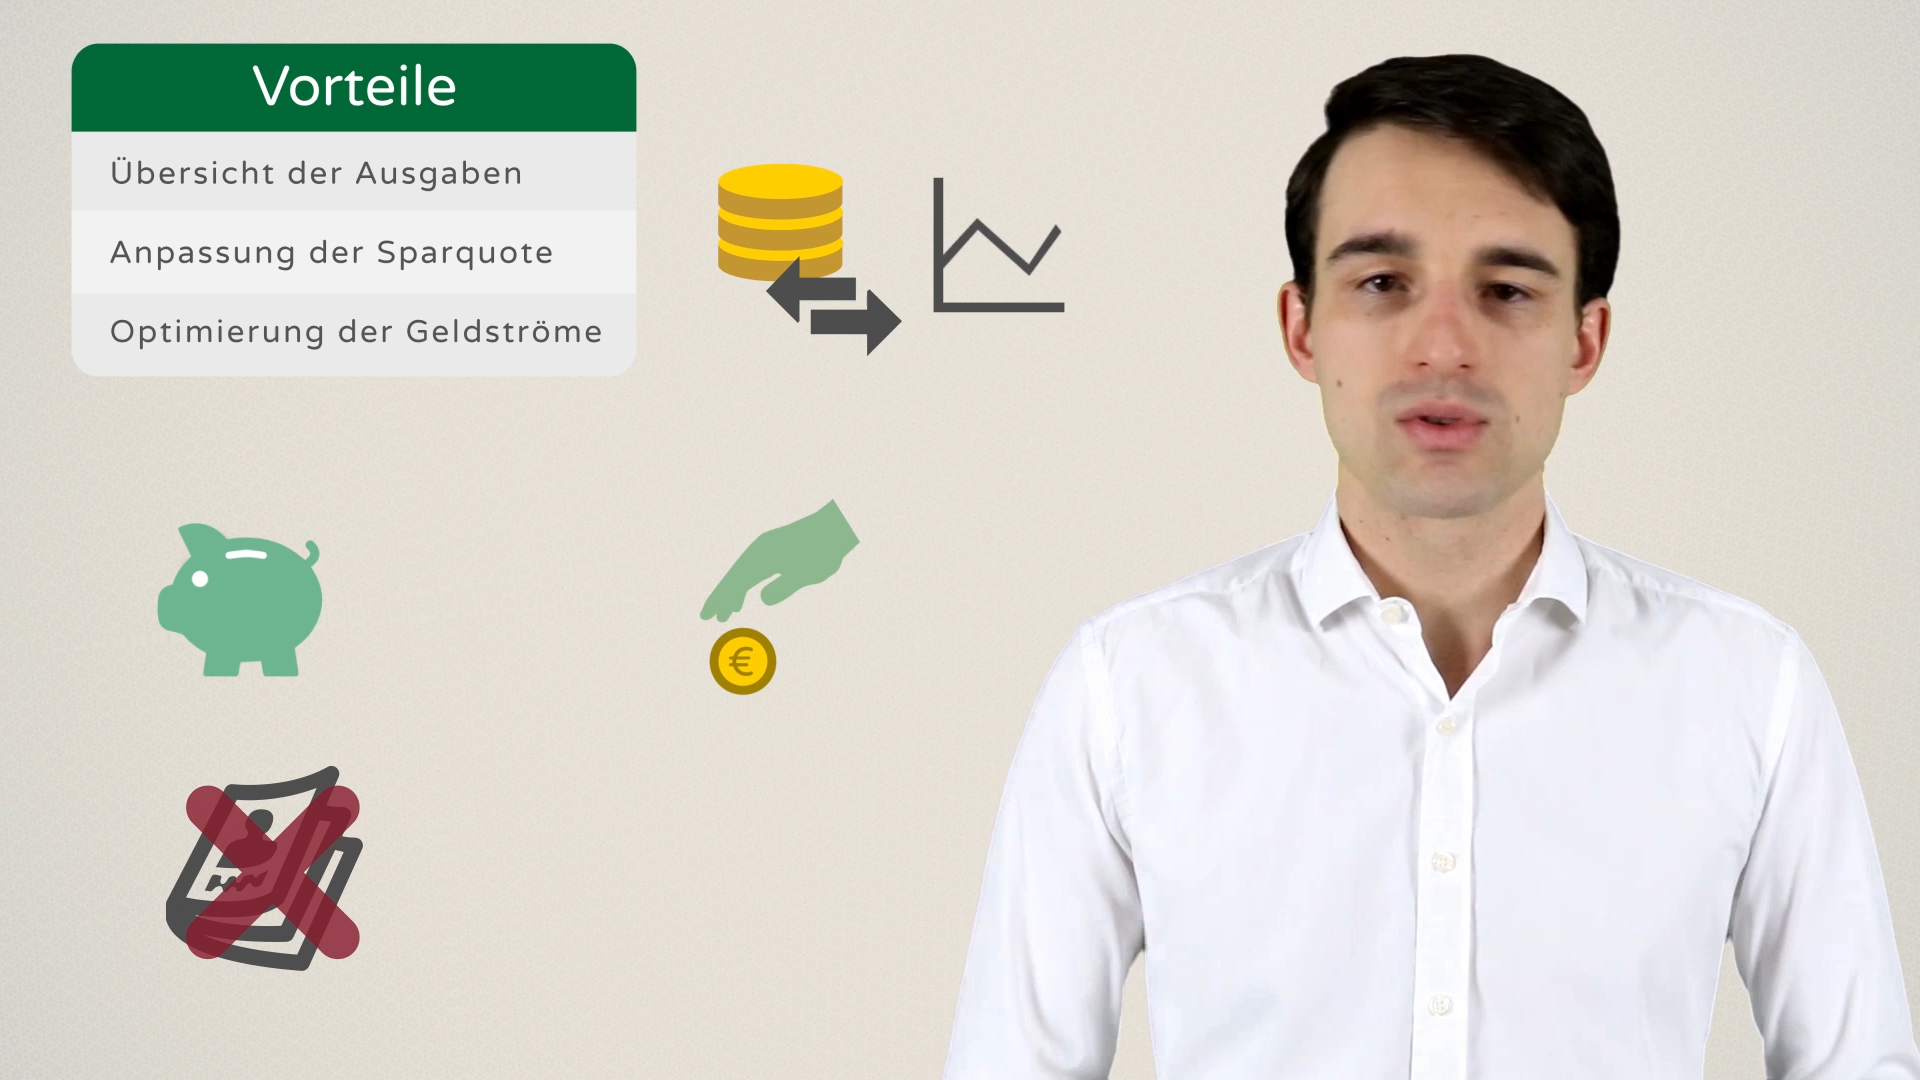 Vorteile
Übersicht der Ausgaben
Anpassung der Sparquote
Optimierung der Geldströme
€